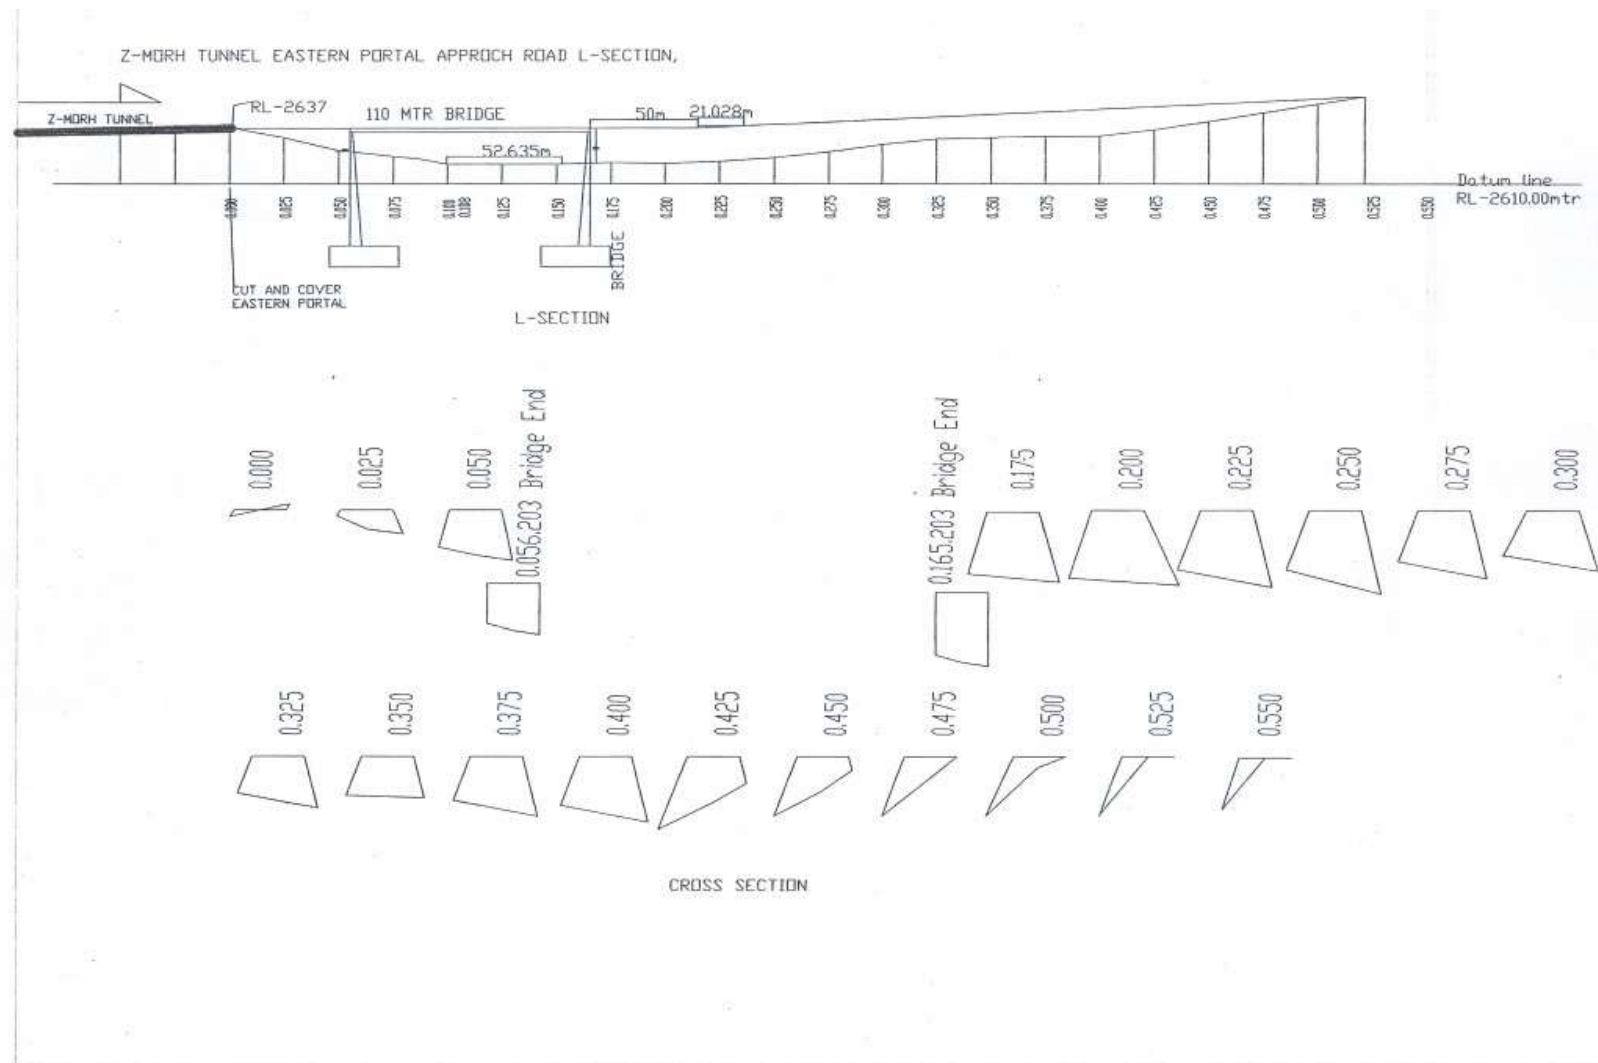 Z-MORH TUNNEL EASTERN PORTAL APPROCH ROAD L-SECTION,
RL-2637
Z-MORH TUNNEL
110 MTR BRIDGE
50m
21.028m
52.635m
Datum line
RL-2610.00mtr
0.000 0.025 0.050 0.075 0.100 0.108 0.125 0.150 0.175 0.200 0.225 0.250 0.275 0.300 0.325 0.350 0.375 0.400 0.425 0.450 0.475 0.500 0.525 0.550
BRIDGE
CUT AND COVER
EASTERN PORTAL
L-SECTION
0.000 0.025 0.050 0.056.203 Bridge End 0.165.203 Bridge End 0.175 0.200 0.225 0.250 0.275 0.300
0.325 0.350 0.375 0.400 0.425 0.450 0.475 0.500 0.525 0.550
CROSS SECTION